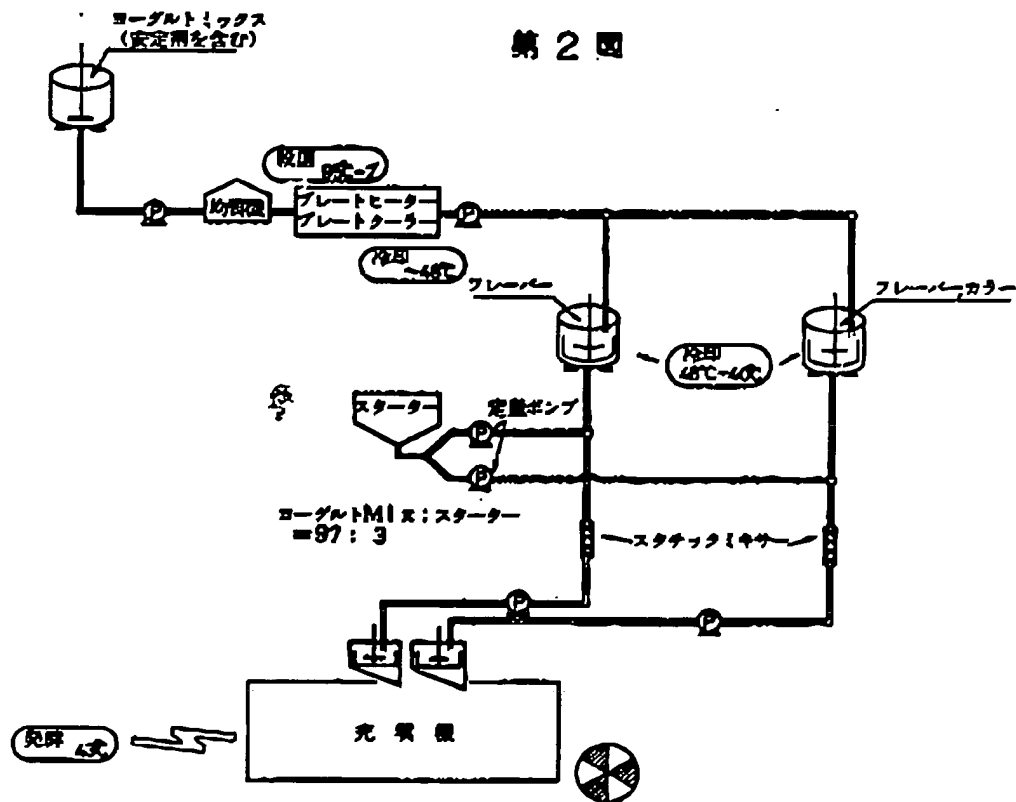 第2図
ヨーグルトミックス
(安定剤を含む)
プレートヒーター
プレートクーラー
冷却
~48℃
フレーバー
フレーバーカラー
冷却
48℃~40℃
スターター
定量ポンプ
P
P
P
P
P
P
ヨーグルトMIX:スターター
=97:3
スタチックミキサー
充填機
発酵